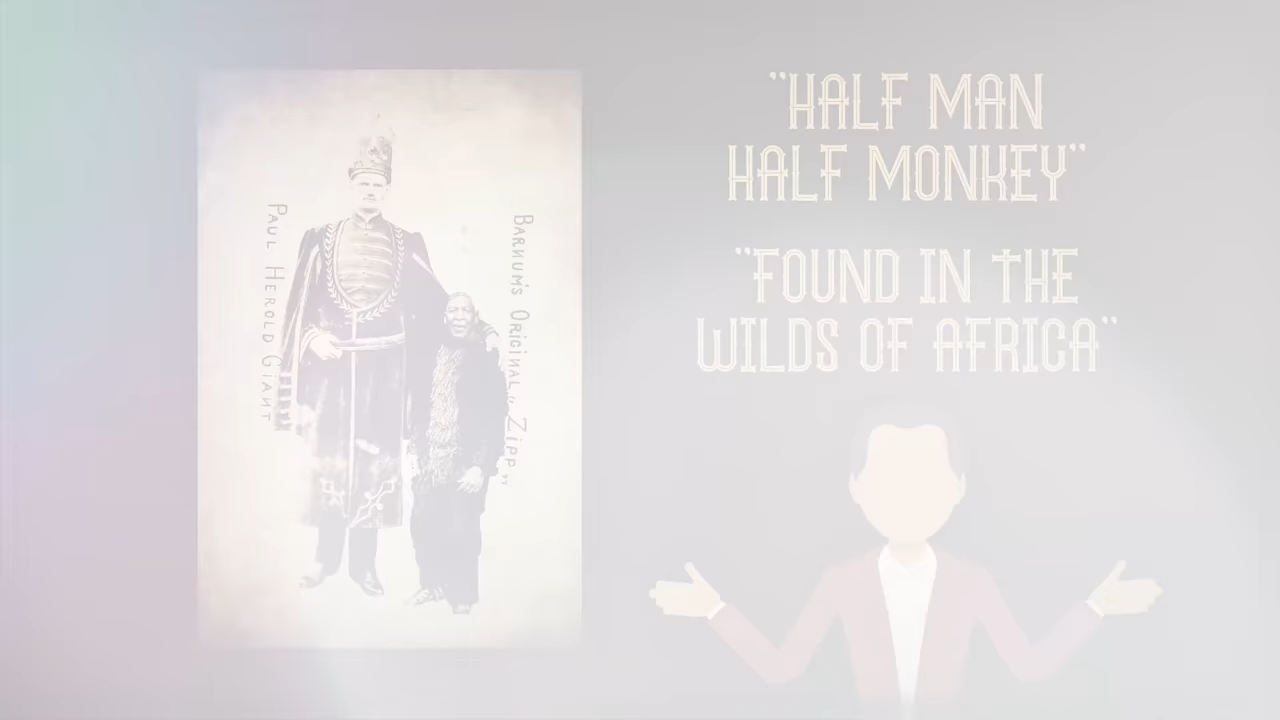 PAUL HEROLD GIANT
BARNUM'S ORIGINAL „ZIPP"
"HALF MAN
HALF MONKEY"
"FOUND IN THE
WILDS OF AFRICA"